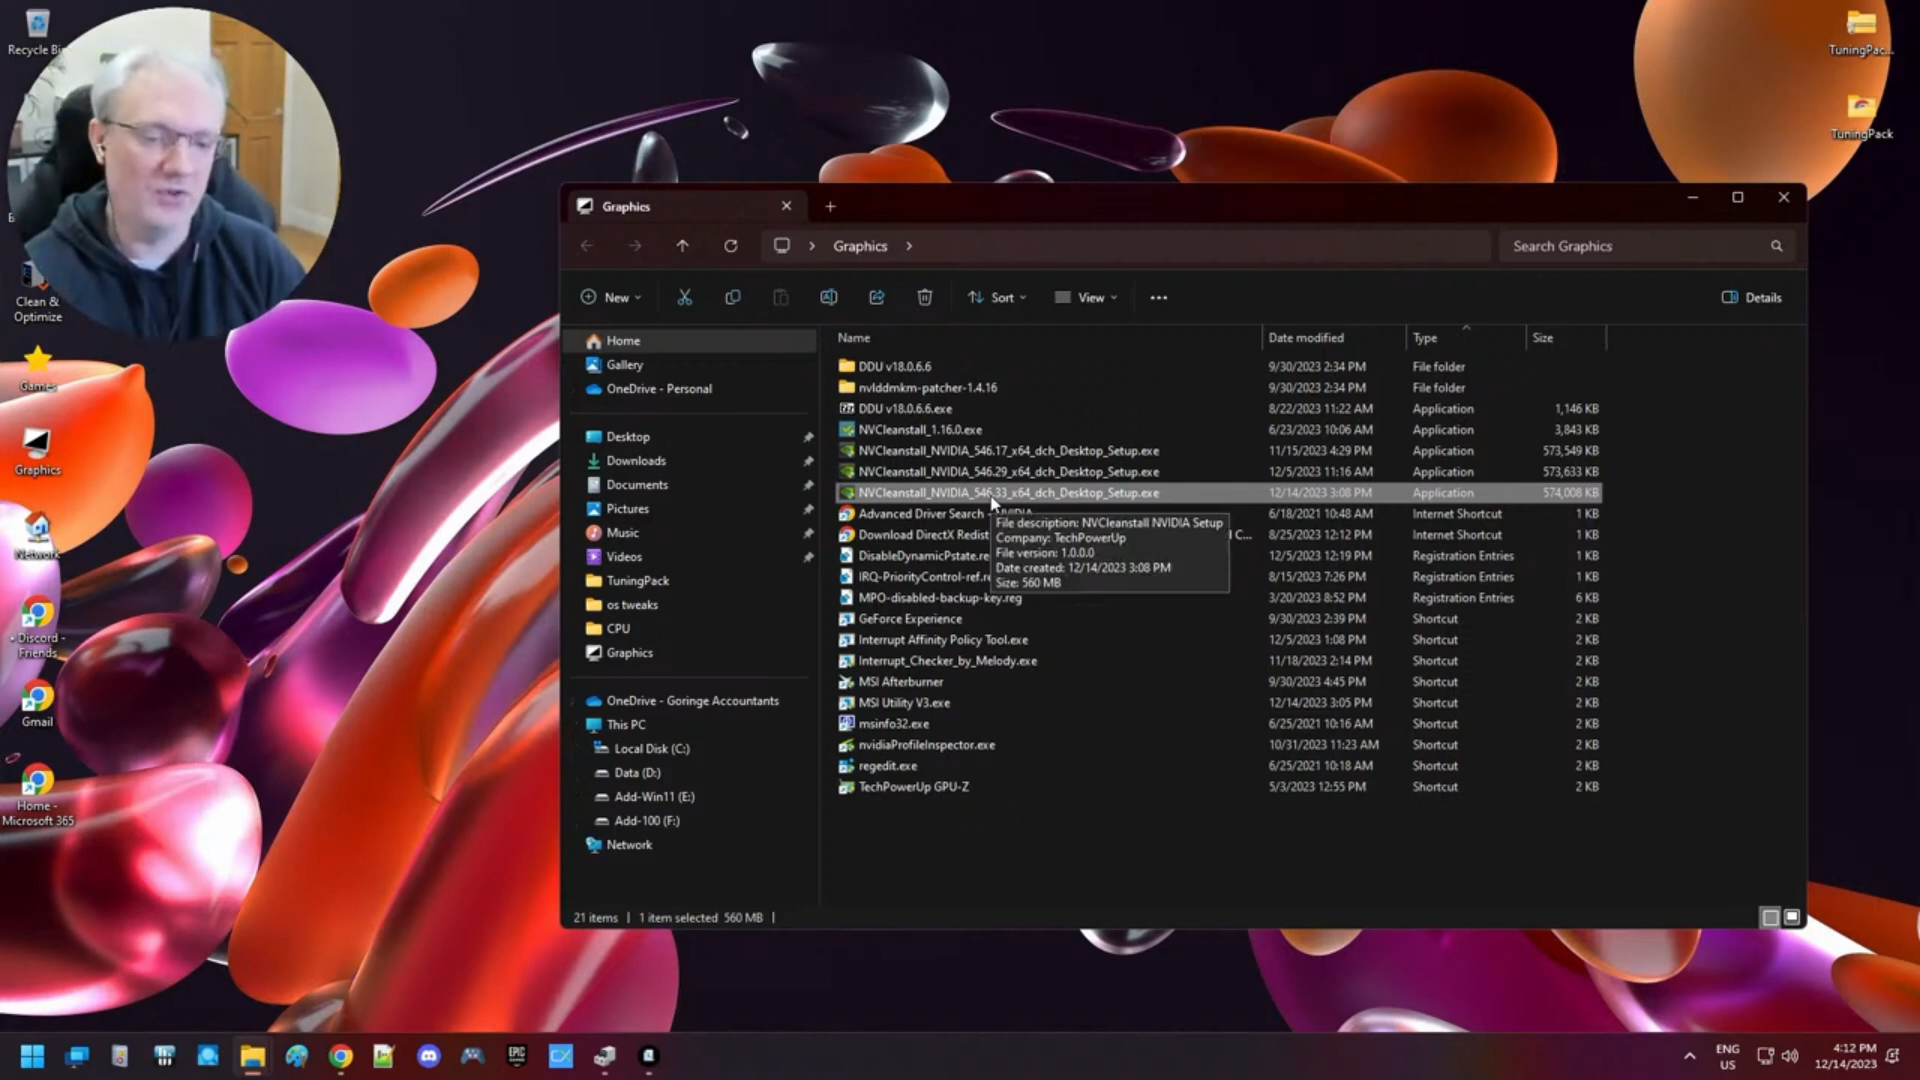 Recycle Bi
TuningPac...
TuningPack
Clean &
Optimize
Games
Graphics
Network
Discord -
Friends
Gmail
Home -
Microsoft 365
Graphics
Graphics
Search Graphics
New
Sort
View
Details
Home
Gallery
OneDrive - Personal
Desktop
Downloads
Documents
Pictures
Music
Videos
TuningPack
os tweaks
CPU
Graphics
OneDrive - Goringe Accountants
This PC
Local Disk (C:)
Data (D:)
Add-Win11 (E:)
Add-100 (F:)
Network
Name Date modified Type Size
DDU v18.0.6.6 9/30/2023 2:34 PM File folder
nvlddmkm-patcher-1.4.16 9/30/2023 2:34 PM File folder
DDU v18.0.6.6.exe 8/22/2023 11:22 AM Application 1,146 KB
NVCleanstall_1.16.0.exe 6/23/2023 10:06 AM Application 3,843 KB
NVCleanstall_NVIDIA_546.17_x64_dch_Desktop_Setup.exe 11/15/2023 4:29 PM Application 573,549 KB
NVCleanstall_NVIDIA_546.29_x64_dch_Desktop_Setup.exe 12/5/2023 11:16 AM Application 573,633 KB
NVCleanstall_NVIDIA_546.33_x64_dch_Desktop_Setup.exe 12/14/2023 3:08 PM Application 574,008 KB
Advanced Driver Search - NVIDIA 6/18/2021 10:48 AM Internet Shortcut 1 KB
Download DirectX Redist C... 8/25/2023 12:12 PM Internet Shortcut 1 KB
DisableDynamicPstate.re 12/5/2023 12:19 PM Registration Entries 1 KB
IRQ-PriorityControl-ref.re 8/15/2023 7:26 PM Registration Entries 1 KB
MPO-disabled-backup-key.reg 3/20/2023 8:52 PM Registration Entries 6 KB
GeForce Experience 9/30/2023 2:39 PM Shortcut 2 KB
Interrupt Affinity Policy Tool.exe 12/5/2023 1:08 PM Shortcut 2 KB
Interrupt_Checker_by_Melody.exe 11/18/2023 2:14 PM Shortcut 2 KB
MSI Afterburner 9/30/2023 4:45 PM Shortcut 2 KB
MSI Utility V3.exe 12/14/2023 3:05 PM Shortcut 2 KB
msinfo32.exe 6/25/2021 10:16 AM Shortcut 2 KB
nvidiaProfileInspector.exe 10/31/2023 11:23 AM Shortcut 2 KB
regedit.exe 6/25/2021 10:18 AM Shortcut 2 KB
TechPowerUp GPU-Z 5/3/2023 12:55 PM Shortcut 2 KB
File description: NVCleanstall NVIDIA Setup
Company: TechPowerUp
File version: 1.0.0.0
Date created: 12/14/2023 3:08 PM
Size: 560 MB
21 items 1 item selected 560 MB
EPIC
ENG
US
4:12 PM
12/14/2023